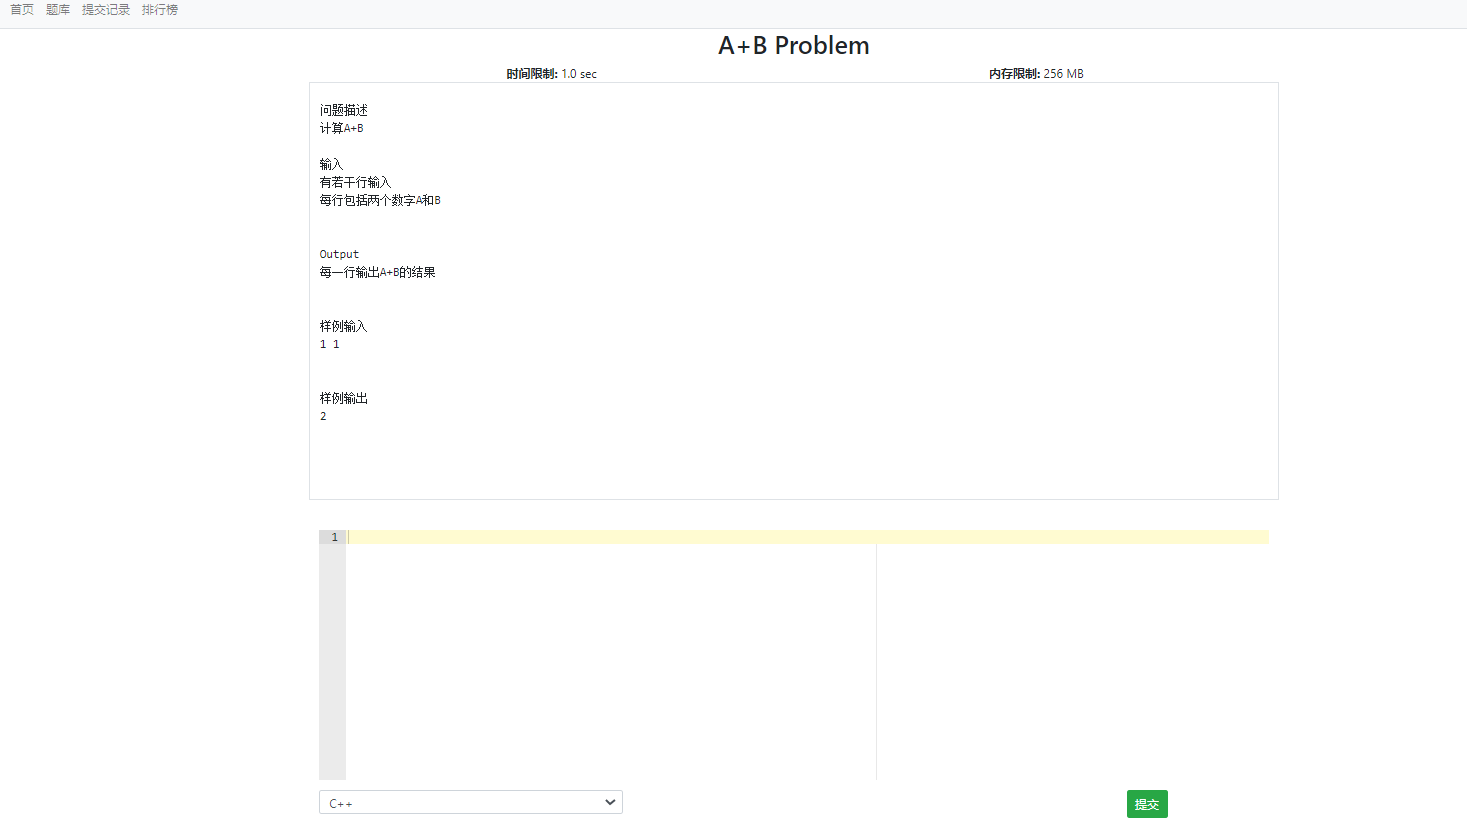 首页 题库 提交记录 排行榜
A+B Problem
时间限制: 1.0 sec 内存限制: 256 MB
问题描述
计算A+B
输入
有若干行输入
每行包括两个数字A和B
Output
每一行输出A+B的结果
样例输入
1 1
样例输出
2
1
C++ 提交